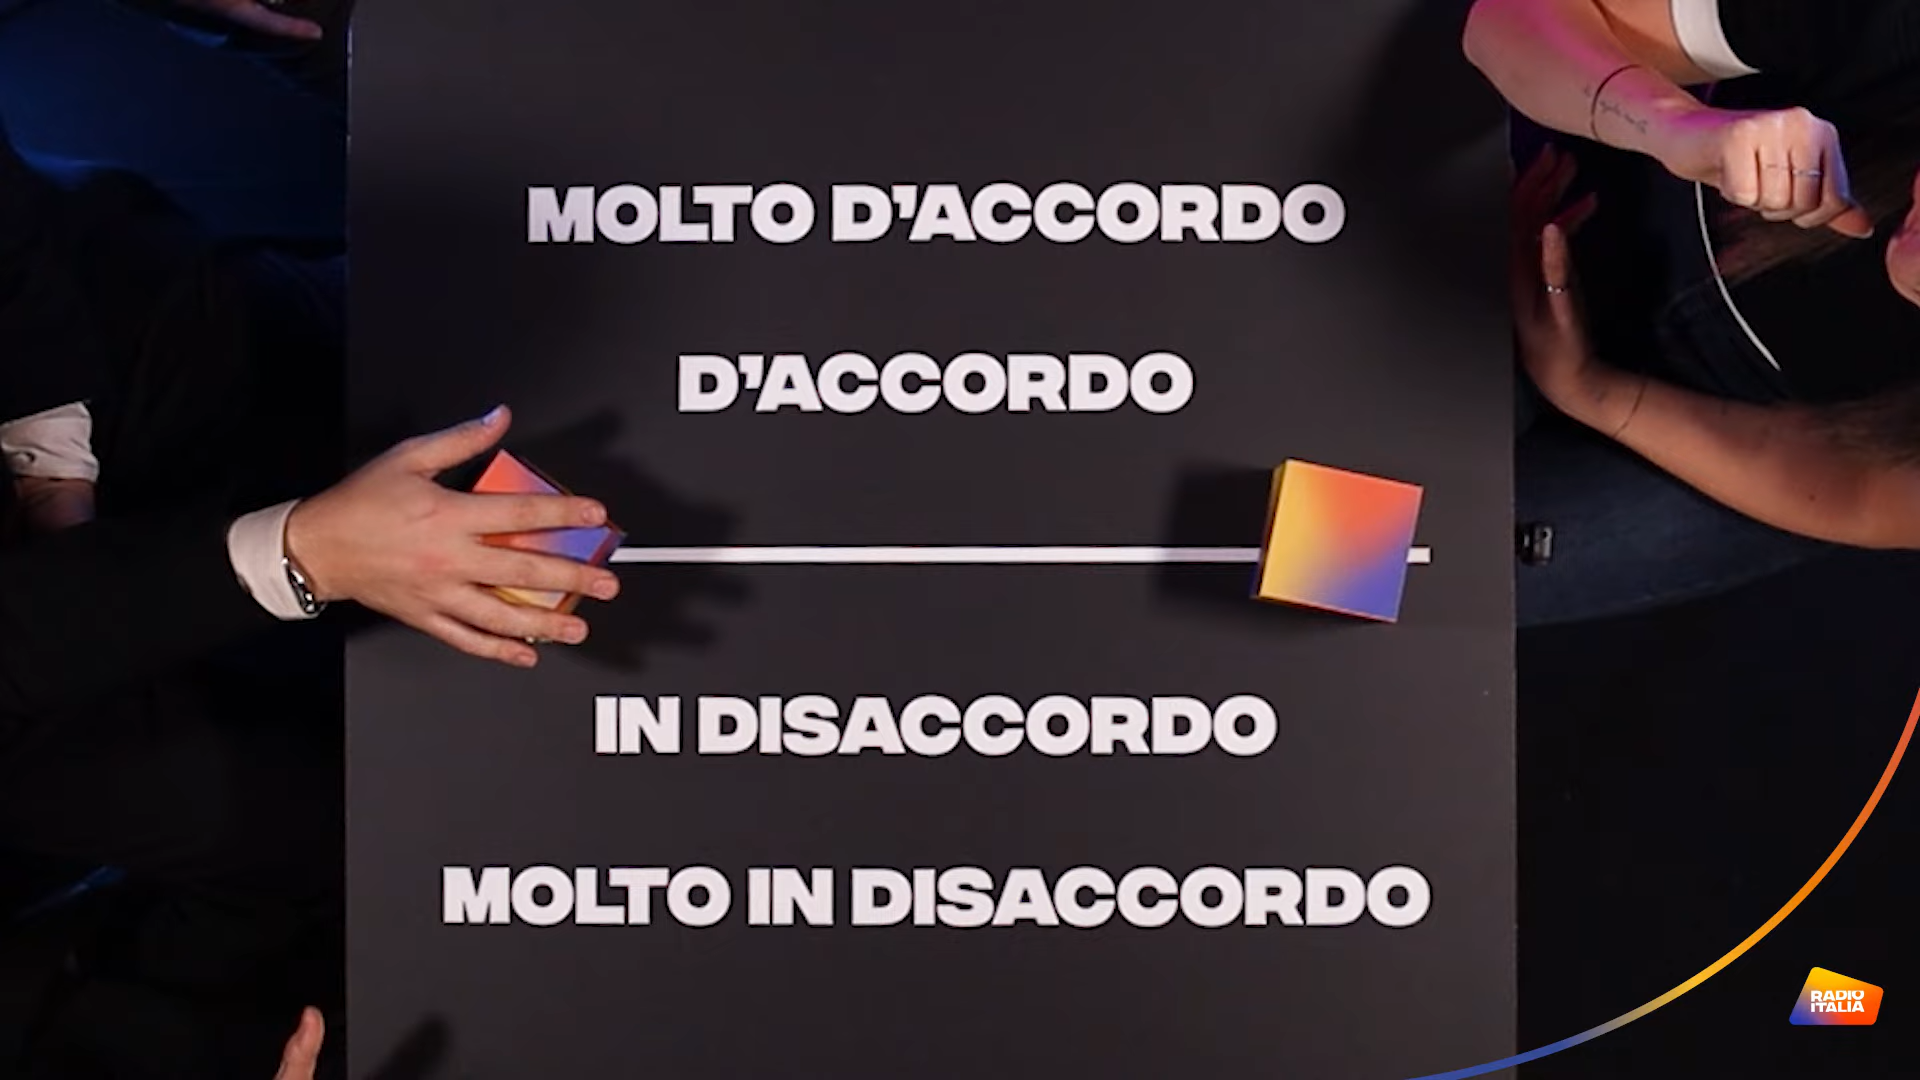 MOLTO D'ACCORDO
D'ACCORDO
IN DISACCORDO
MOLTO IN DISACCORDO
RADIO
ITALIA